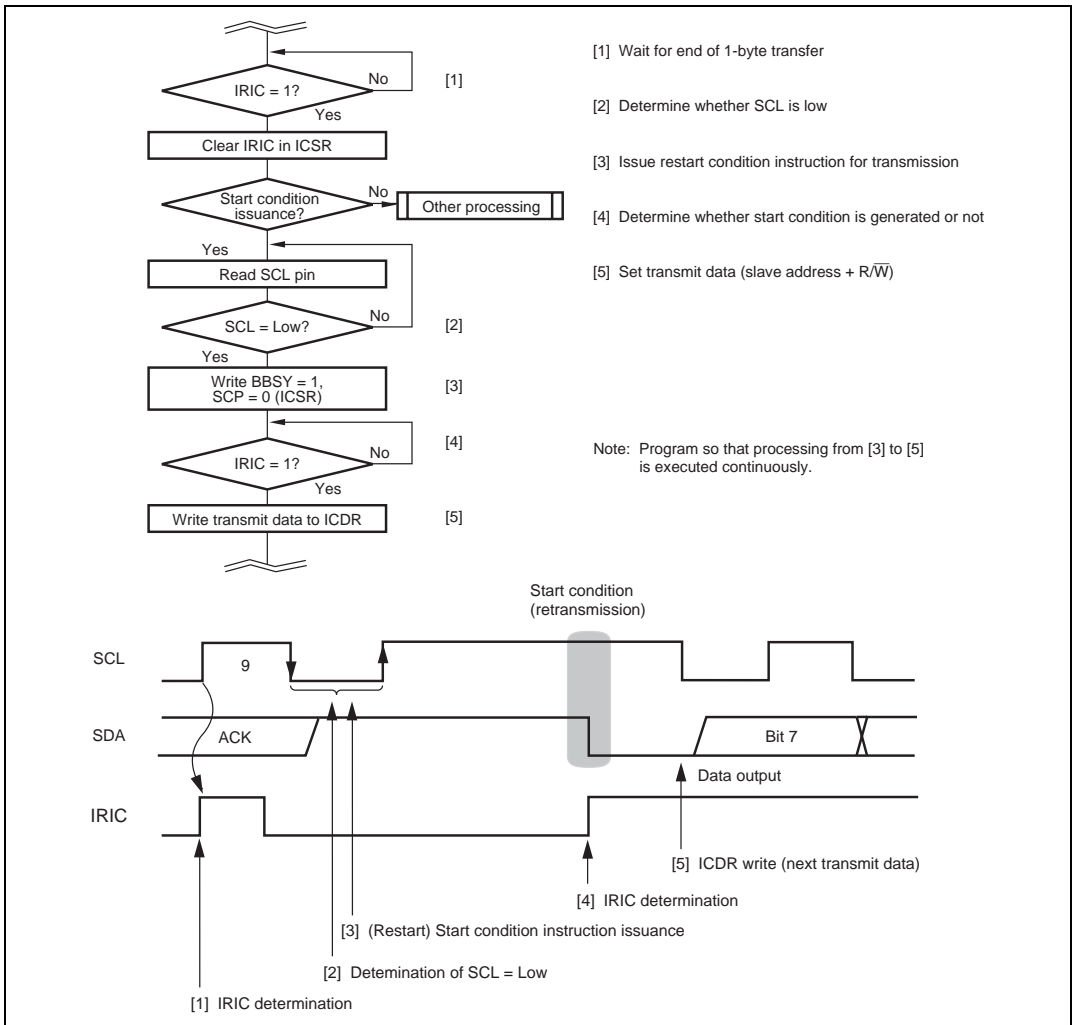 IRIC = 1?
No
[1]
Yes
Clear IRIC in ICSR
Start condition
issuance?
No
Other processing
Yes
Read SCL pin
SCL = Low?
No
[2]
Yes
Write BBSY = 1,
SCP = 0 (ICSR)
[3]
IRIC = 1?
No
[4]
Yes
Write transmit data to ICDR
[5]
[1] Wait for end of 1-byte transfer
[2] Determine whether SCL is low
[3] Issue restart condition instruction for transmission
[4] Determine whether start condition is generated or not
[5] Set transmit data (slave address + R/W̅)
Note: Program so that processing from [3] to [5]
is executed continuously.
Start condition
(retransmission)
SCL
9
SDA
ACK
Bit 7
Data output
IRIC
[5] ICDR write (next transmit data)
[4] IRIC determination
[3] (Restart) Start condition instruction issuance
[2] Detemination of SCL = Low
[1] IRIC determination